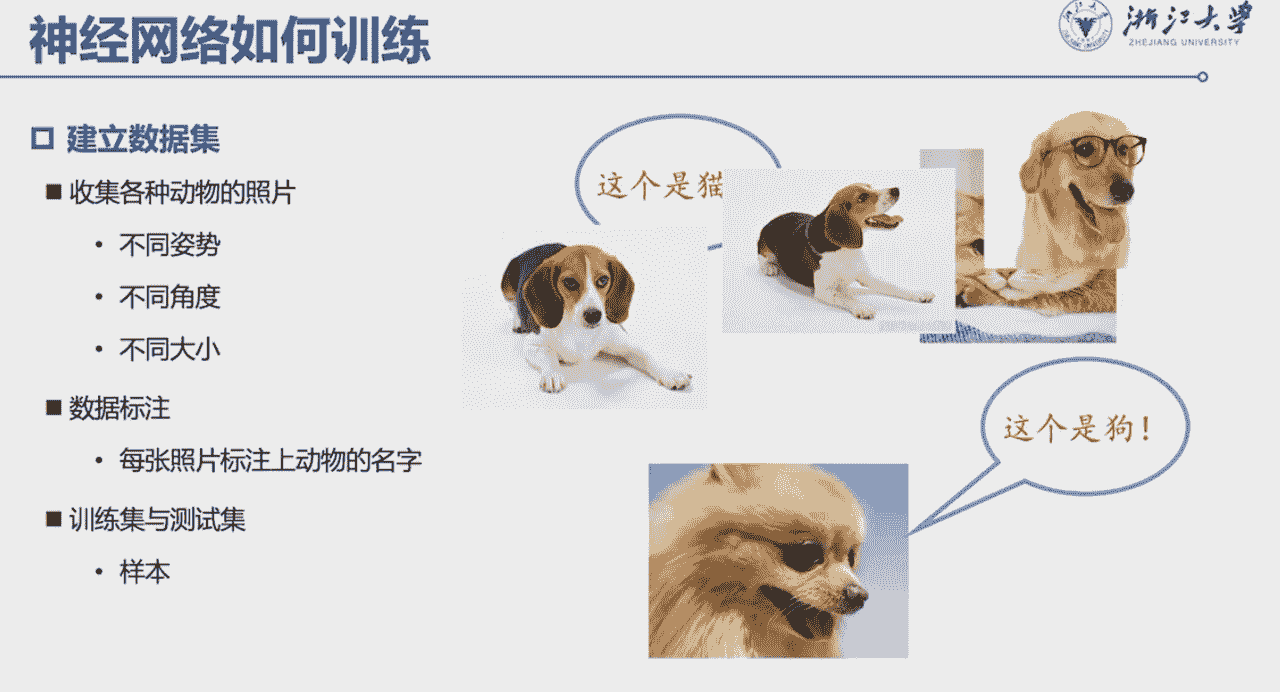 神经网络如何训练
浙江大学
ZHEJIANG UNIVERSITY
建立数据集
收集各种动物的照片
不同姿势
不同角度
不同大小
数据标注
每张照片标注上动物的名字
训练集与测试集
样本
这个是猫
这个是狗！